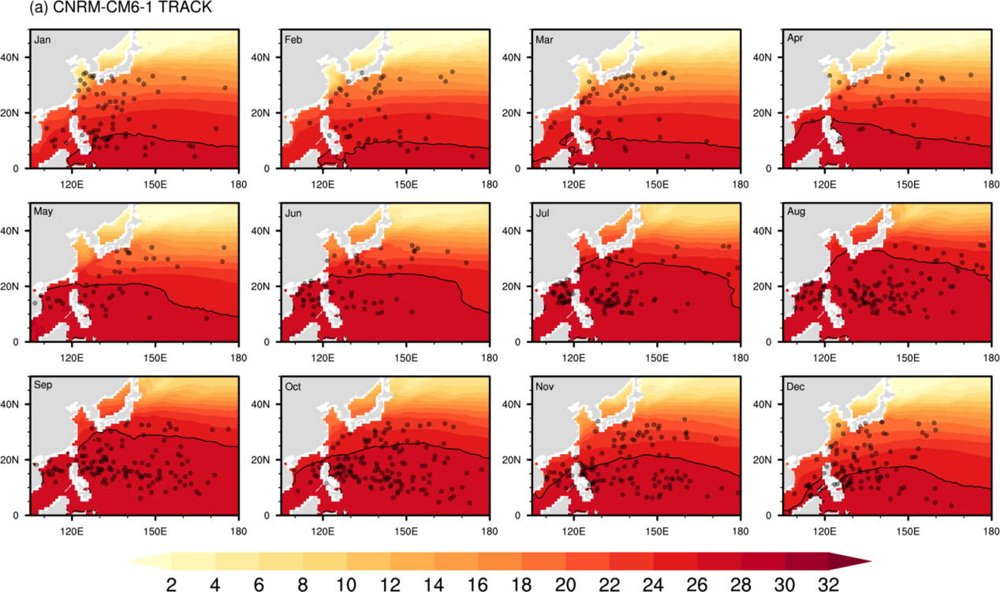 (a) CNRM-CM6-1 TRACK
Jan Feb Mar Apr
40N 40N 40N 40N
20N 20N 20N 20N
0 0 0 0
120E 150E 180 120E 150E 180 120E 150E 180 120E 150E 180
May Jun Jul Aug
40N 40N 40N 40N
20N 20N 20N 20N
0 0 0 0
120E 150E 180 120E 150E 180 120E 150E 180 120E 150E 180
Sep Oct Nov Dec
40N 40N 40N 40N
20N 20N 20N 20N
0 0 0 0
120E 150E 180 120E 150E 180 120E 150E 180 120E 150E 180
2 4 6 8 10 12 14 16 18 20 22 24 26 28 30 32